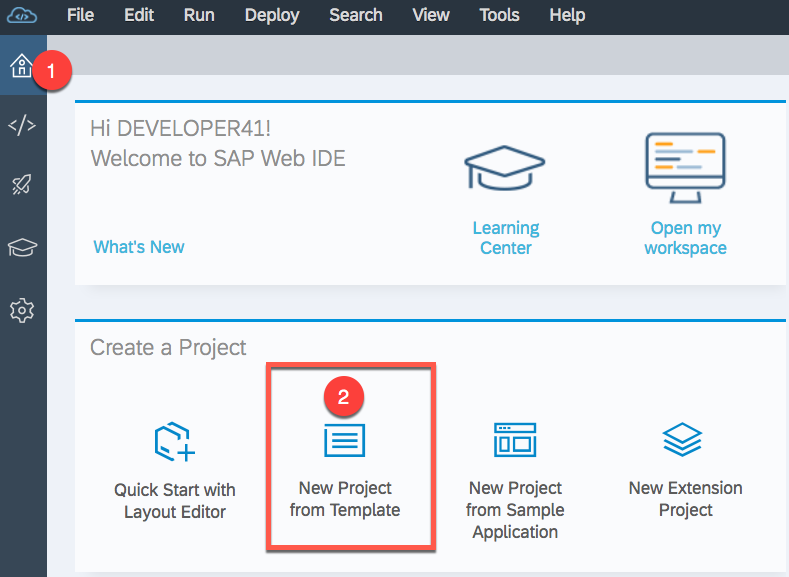 File Edit Run Deploy Search View Tools Help
1
Hi DEVELOPER41!
Welcome to SAP Web IDE
What's New
Learning
Center
Open my
workspace
Create a Project
2
Quick Start with
Layout Editor
New Project
from Template
New Project
from Sample
Application
New Extension
Project